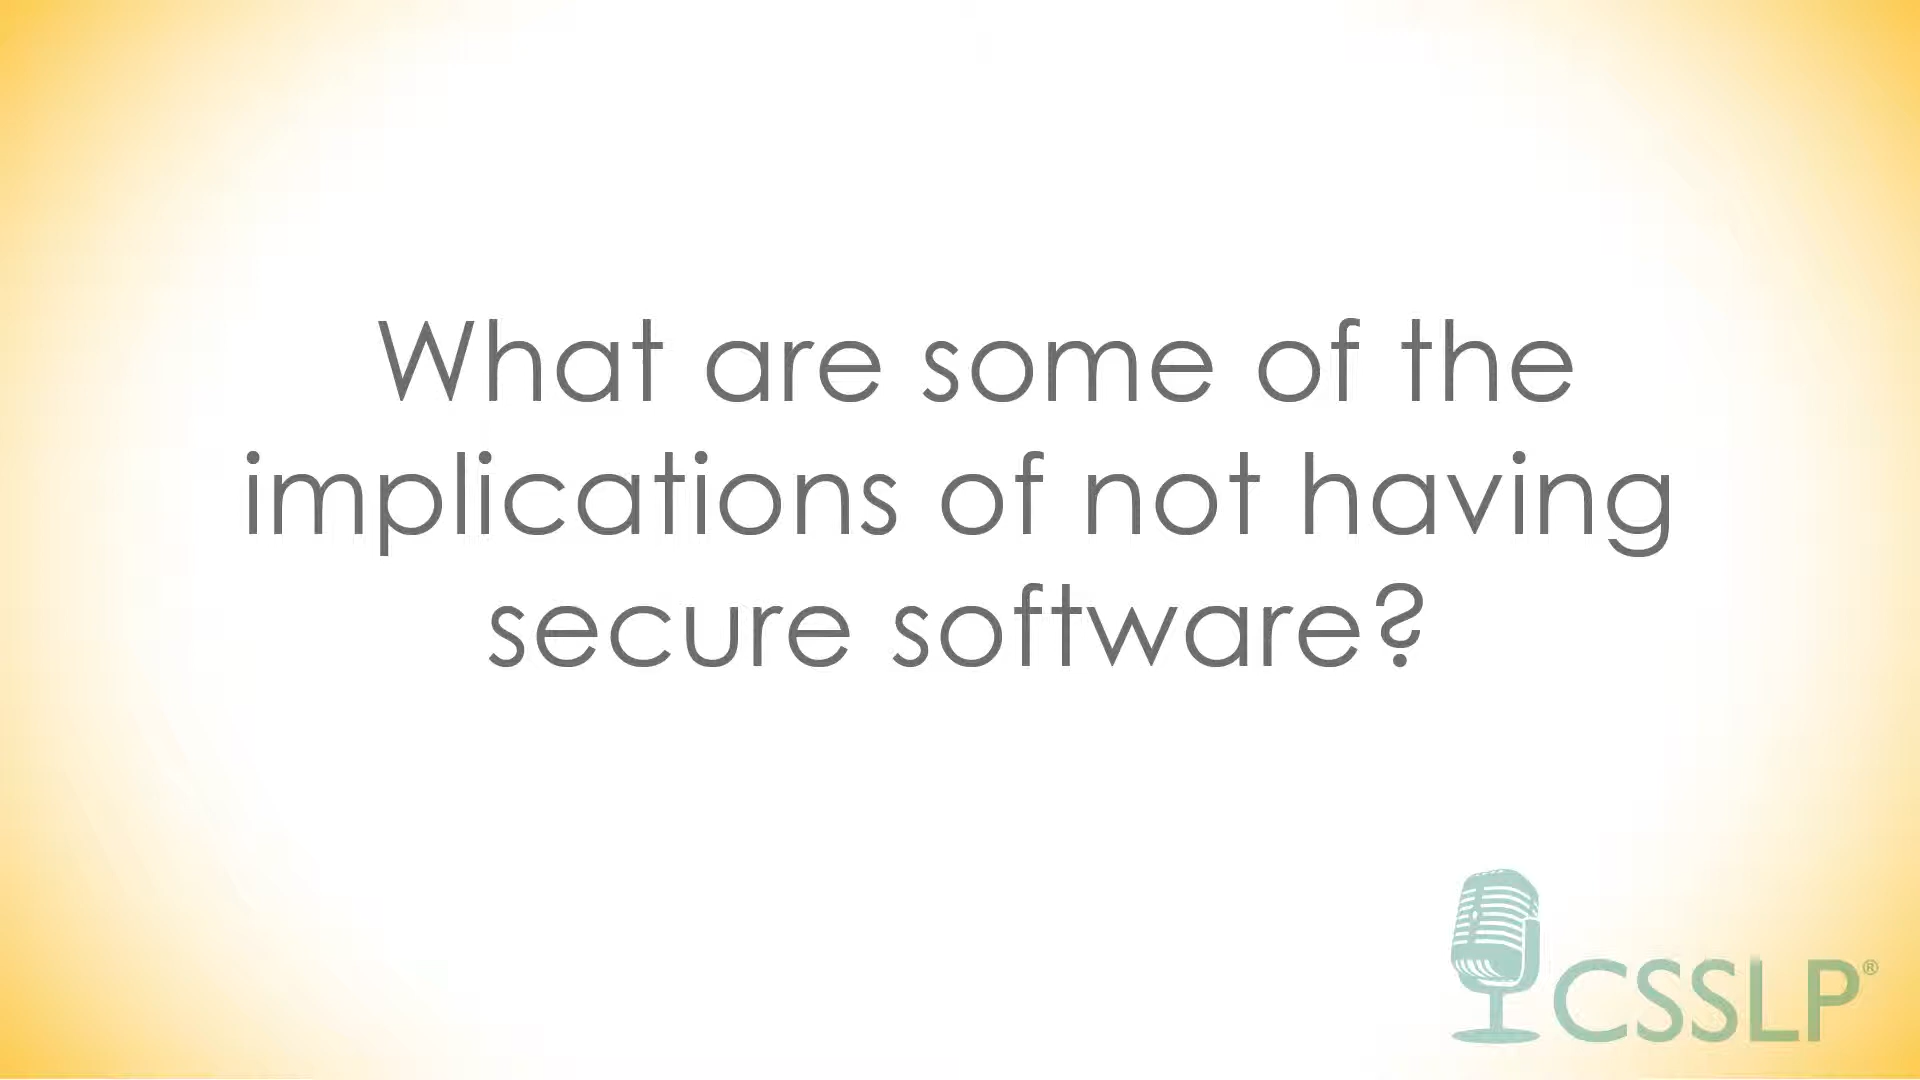 What are some of the
implications of not having
secure software?
CSSLP®